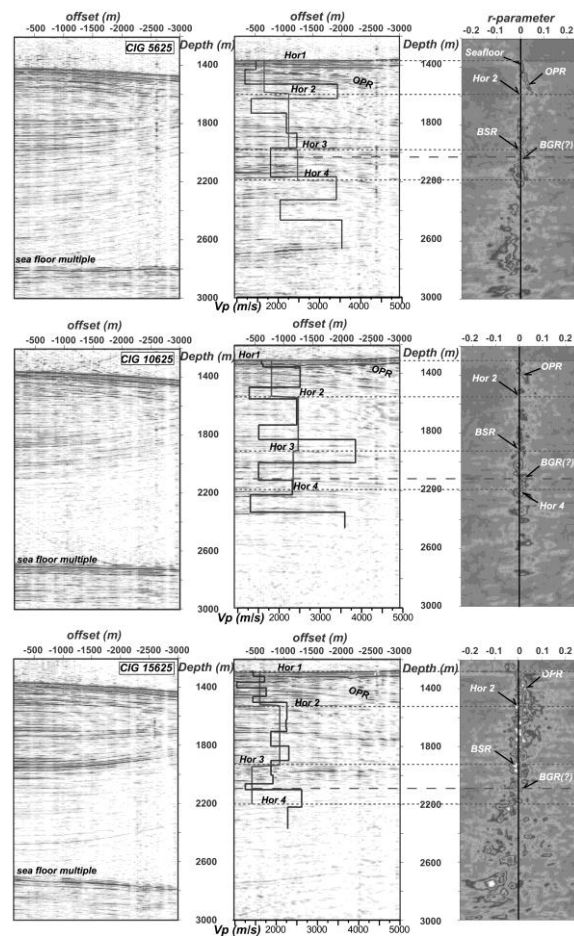 offset (m) offset (m) r-parameter
-500 -1000 -1500 -2000 -2500 -3000 -500 -1000 -1500 -2000 -2500 -3000 -0.2 -0.1 0 0.1 0.2
CIG 5625 Depth(m) Hor1 Depth(m) Seafloor
1400 1400
OPR OPR
Hor 2 Hor 2
1800 1800
Hor 3 BSR BGR(?)
Hor 4
2200 2200
2600 2600
sea floor multiple
3000 3000
Vp (m/s) 2000 3000 4000 5000
offset (m) offset (m) r-parameter
-500 -1000 -1500 -2000 -2500 -3000 -500 -1000 -1500 -2000 -2500 -3000 -0.2 -0.1 0 0.1 0.2
CIG 10625 Depth(m) Hor1 Depth(m)
1400 OPR 1400 OPR
Hor 2 Hor 2
1800 1800
Hor 3 BSR
BGR(?)
Hor 4
2200 2200
Hor 4
2600 2600
sea floor multiple
3000 3000
Vp (m/s) 2000 3000 4000 5000
offset (m) offset (m) r-parameter
-500 -1000 -1500 -2000 -2500 -3000 -500 -1000 -1500 -2000 -2500 -3000 -0.2 -0.1 0 0.1 0.2
CIG 15625 Depth(m) Hor 1 Depth(m)
1400 OPR 1400 OPR
Hor 2 Hor 2
1800 1800
Hor 3 BSR
BGR(?)
Hor 4
2200 2200
2600 2600
sea floor multiple
3000 3000
Vp (m/s) 2000 3000 4000 5000